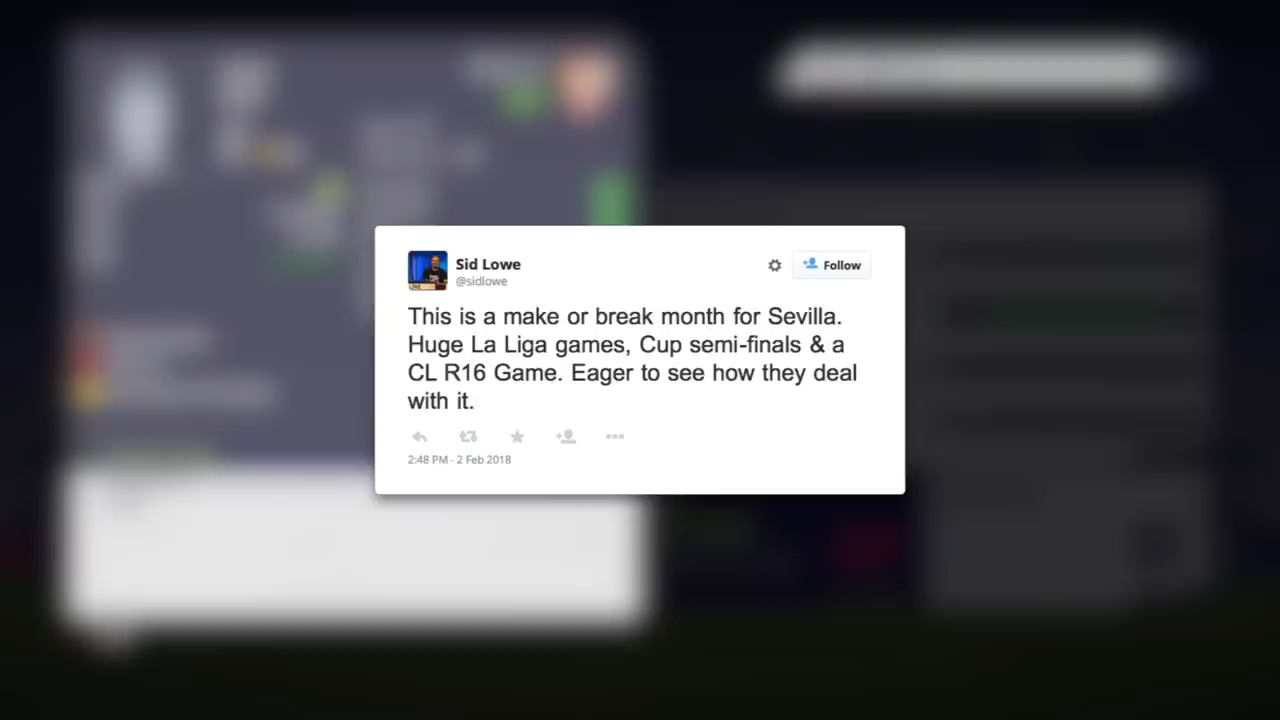 Sid Lowe
@sidlowe
Follow
This is a make or break month for Sevilla.
Huge La Liga games, Cup semi-finals & a
CL R16 Game. Eager to see how they deal
with it.
2:48 PM - 2 Feb 2018